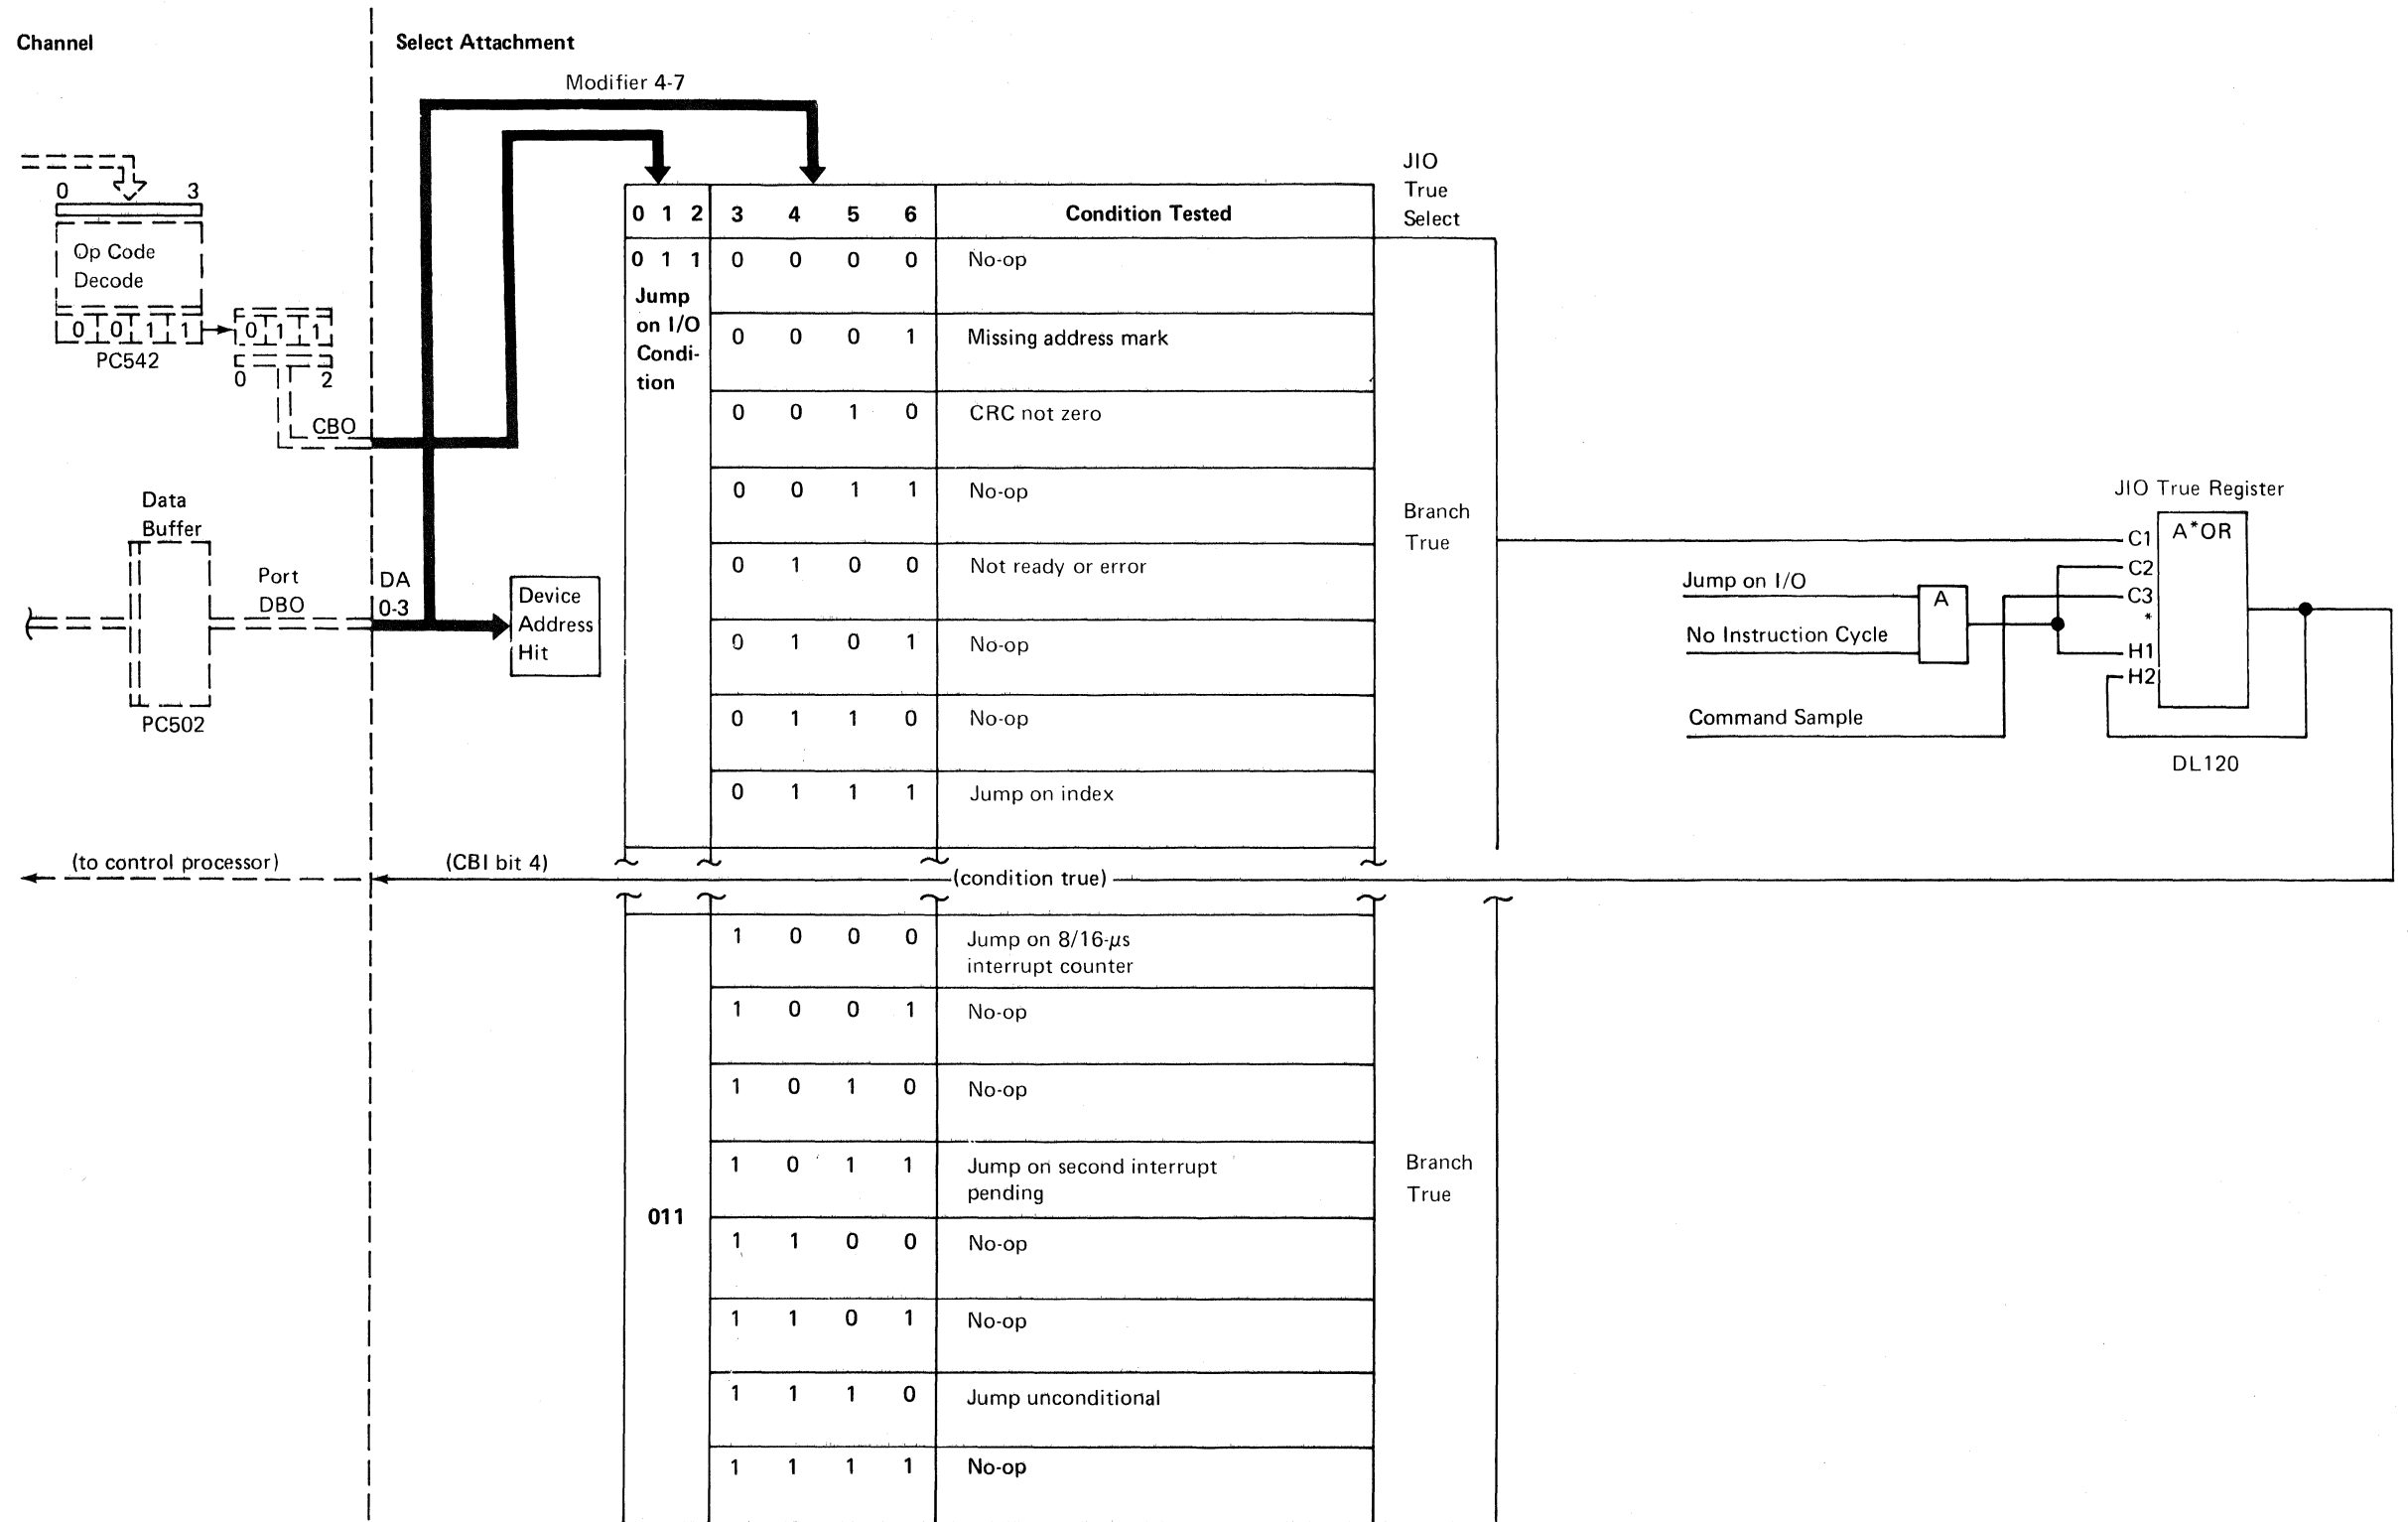 Channel
Select Attachment
Modifier 4-7
0 3
Op Code
Decode
0 0 1 1
PC542
0 1 1
0 2
CBO
Data
Buffer
PC502
Port
DBO
DA
0-3
Device
Address
Hit
JIO
True
Select
0 1 2 3 4 5 6 Condition Tested
0 1 1 0 0 0 0 No-op
Jump
on I/O
Condi-
tion
0 0 0 1 Missing address mark
0 0 1 0 CRC not zero
0 0 1 1 No-op
0 1 0 0 Not ready or error
0 1 0 1 No-op
0 1 1 0 No-op
0 1 1 1 Jump on index
Branch
True
JIO True Register
A*OR
C1
C2
C3
*
H1
H2
DL120
Jump on I/O
No Instruction Cycle
A
Command Sample
(to control processor)
(CBI bit 4)
(condition true)
1 0 0 0 Jump on 8/16-μs
interrupt counter
1 0 0 1 No-op
1 0 1 0 No-op
1 0 1 1 Jump on second interrupt
pending
011
1 1 0 0 No-op
1 1 0 1 No-op
1 1 1 0 Jump unconditional
1 1 1 1 No-op
Branch
True